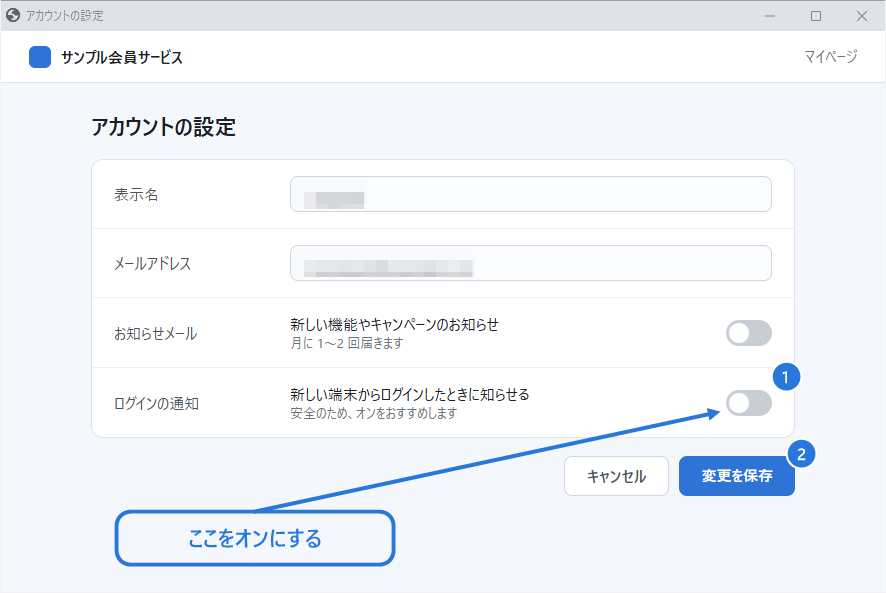 アカウントの設定
サンプル会員サービス
マイページ
アカウントの設定
表示名
メールアドレス
お知らせメール
新しい機能やキャンペーンのお知らせ
月に 1～2 回届きます
1
ログインの通知
新しい端末からログインしたときに知らせる
安全のため、オンをおすすめします
2
キャンセル
変更を保存
ここをオンにする